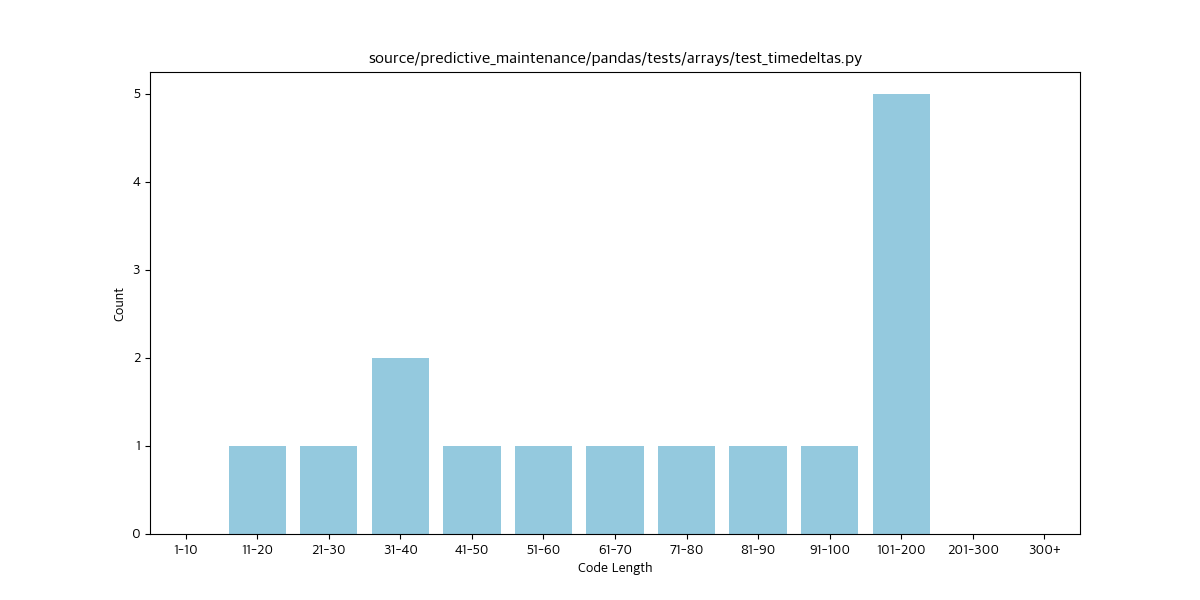 source/predictive_maintenance/pandas/tests/arrays/test_timedeltas.py
5
4
3
2
1
0
Count
1-10 11-20 21-30 31-40 41-50 51-60 61-70 71-80 81-90 91-100 101-200 201-300 300+
Code Length